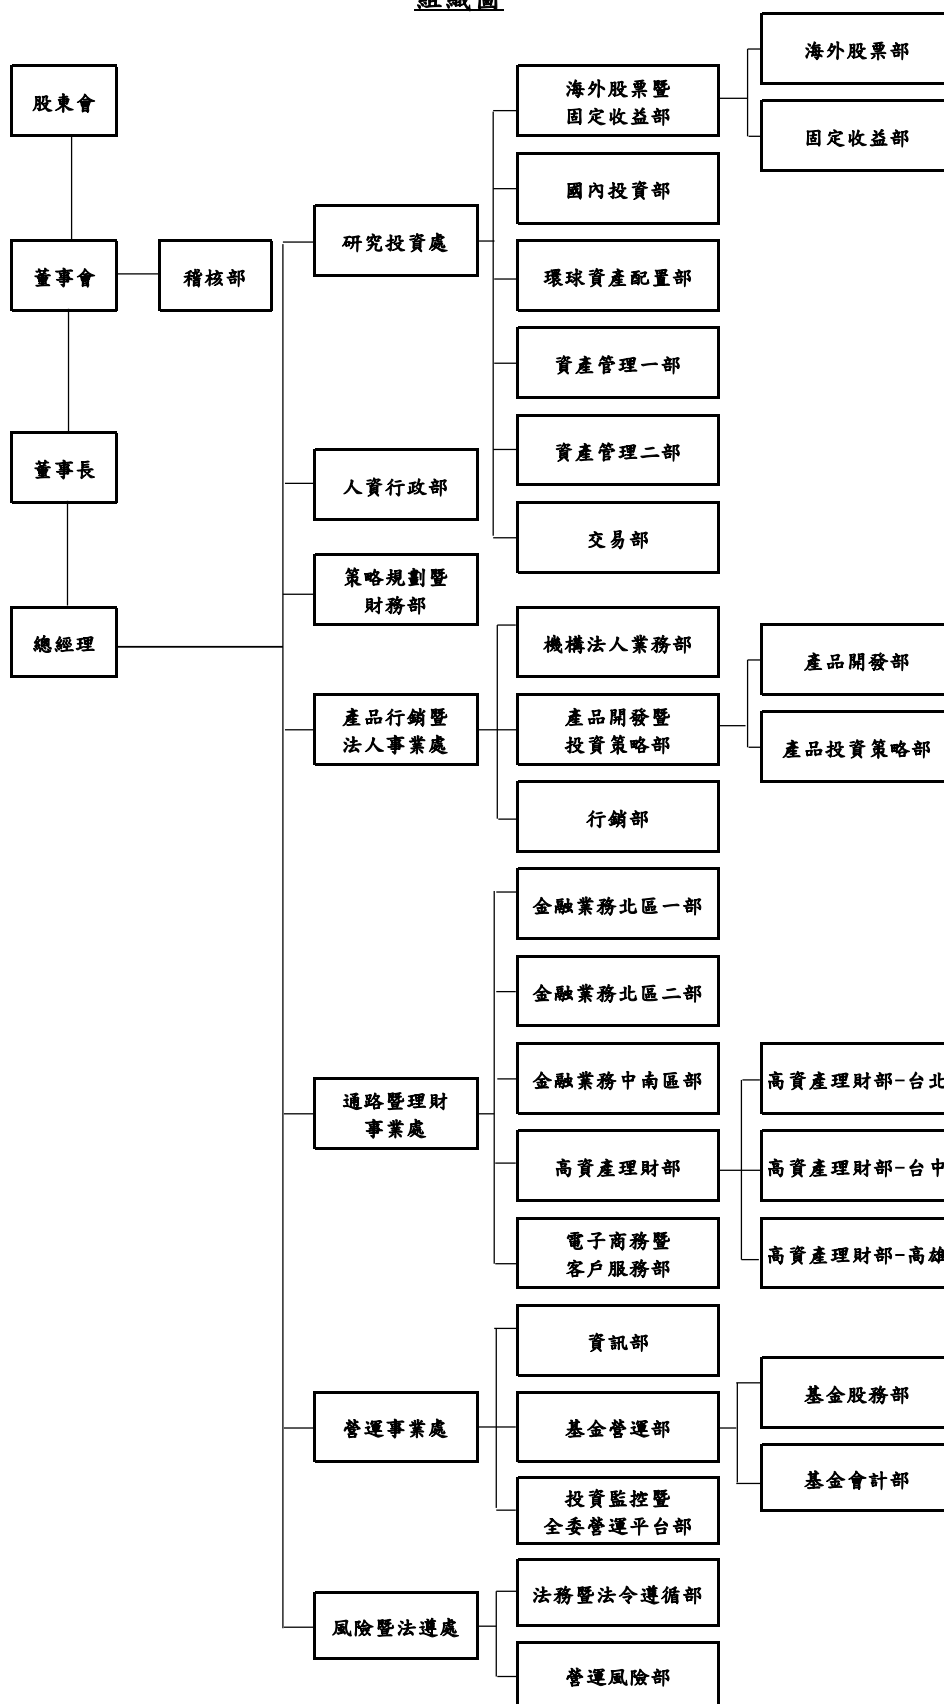 組織圖
股東會
董事會
稽核部
董事長
總經理
研究投資處
海外股票暨
固定收益部
海外股票部
固定收益部
國內投資部
環球資產配置部
資產管理一部
資產管理二部
交易部
人資行政部
策略規劃暨
財務部
產品行銷暨
法人事業處
機構法人業務部
產品開發暨
投資策略部
產品開發部
產品投資策略部
行銷部
通路暨理財
事業處
金融業務北區一部
金融業務北區二部
金融業務中南區部
高資產理財部
高資產理財部-台北
高資產理財部-台中
高資產理財部-高雄
電子商務暨
客戶服務部
營運事業處
資訊部
基金營運部
基金股務部
基金會計部
投資監控暨
全委營運平台部
風險暨法遵處
法務暨法令遵循部
營運風險部